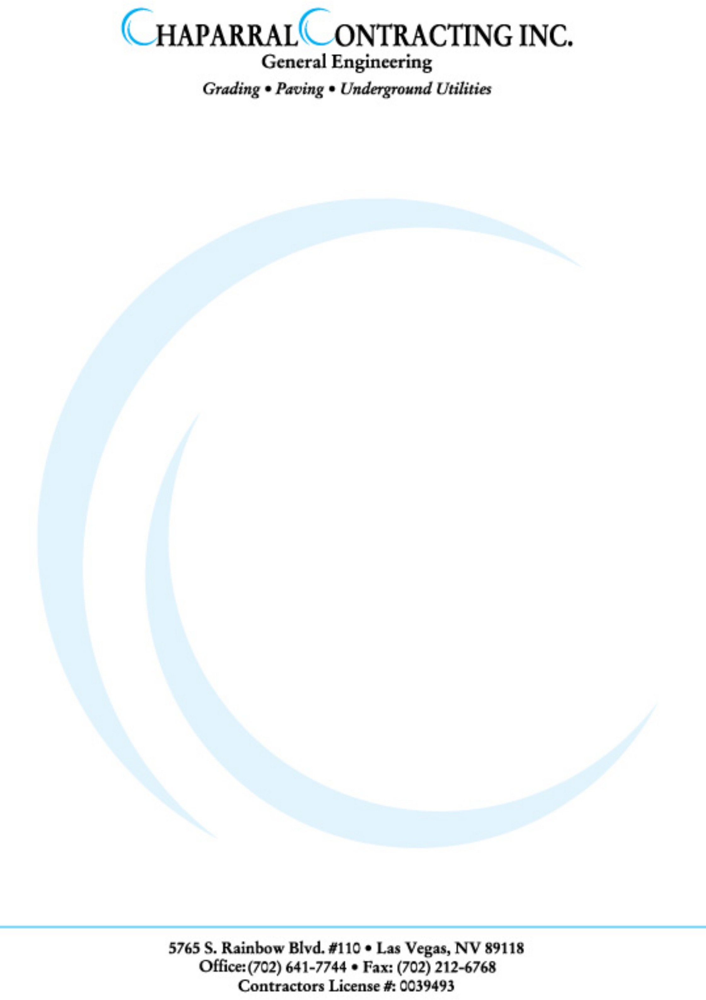 CHAPARRAL CONTRACTING INC.
General Engineering
Grading • Paving • Underground Utilities
5765 S. Rainbow Blvd. #110 • Las Vegas, NV 89118
Office: (702) 641-7744 • Fax: (702) 212-6768
Contractors License #: 0039493